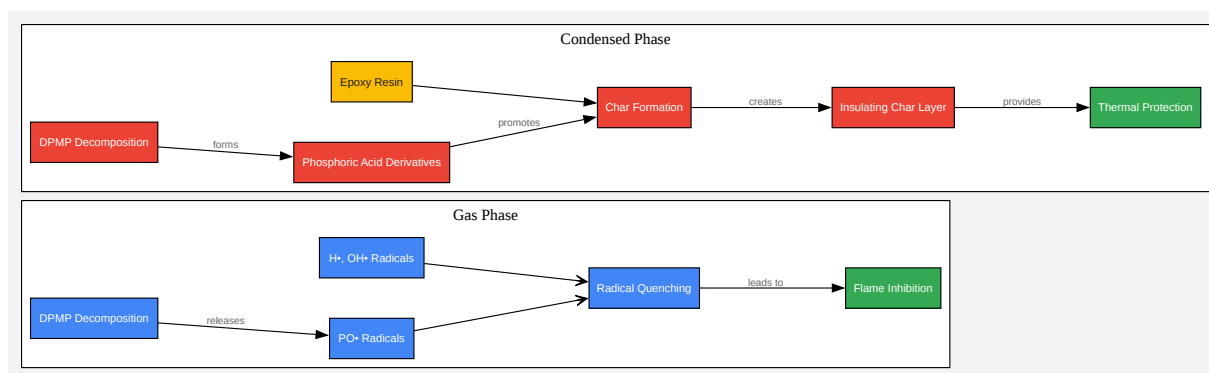 Condensed Phase
Epoxy Resin
DPMP Decomposition
forms
Phosphoric Acid Derivatives
promotes
Char Formation
creates
Insulating Char Layer
provides
Thermal Protection
Gas Phase
H•, OH• Radicals
DPMP Decomposition
releases
PO• Radicals
Radical Quenching
leads to
Flame Inhibition